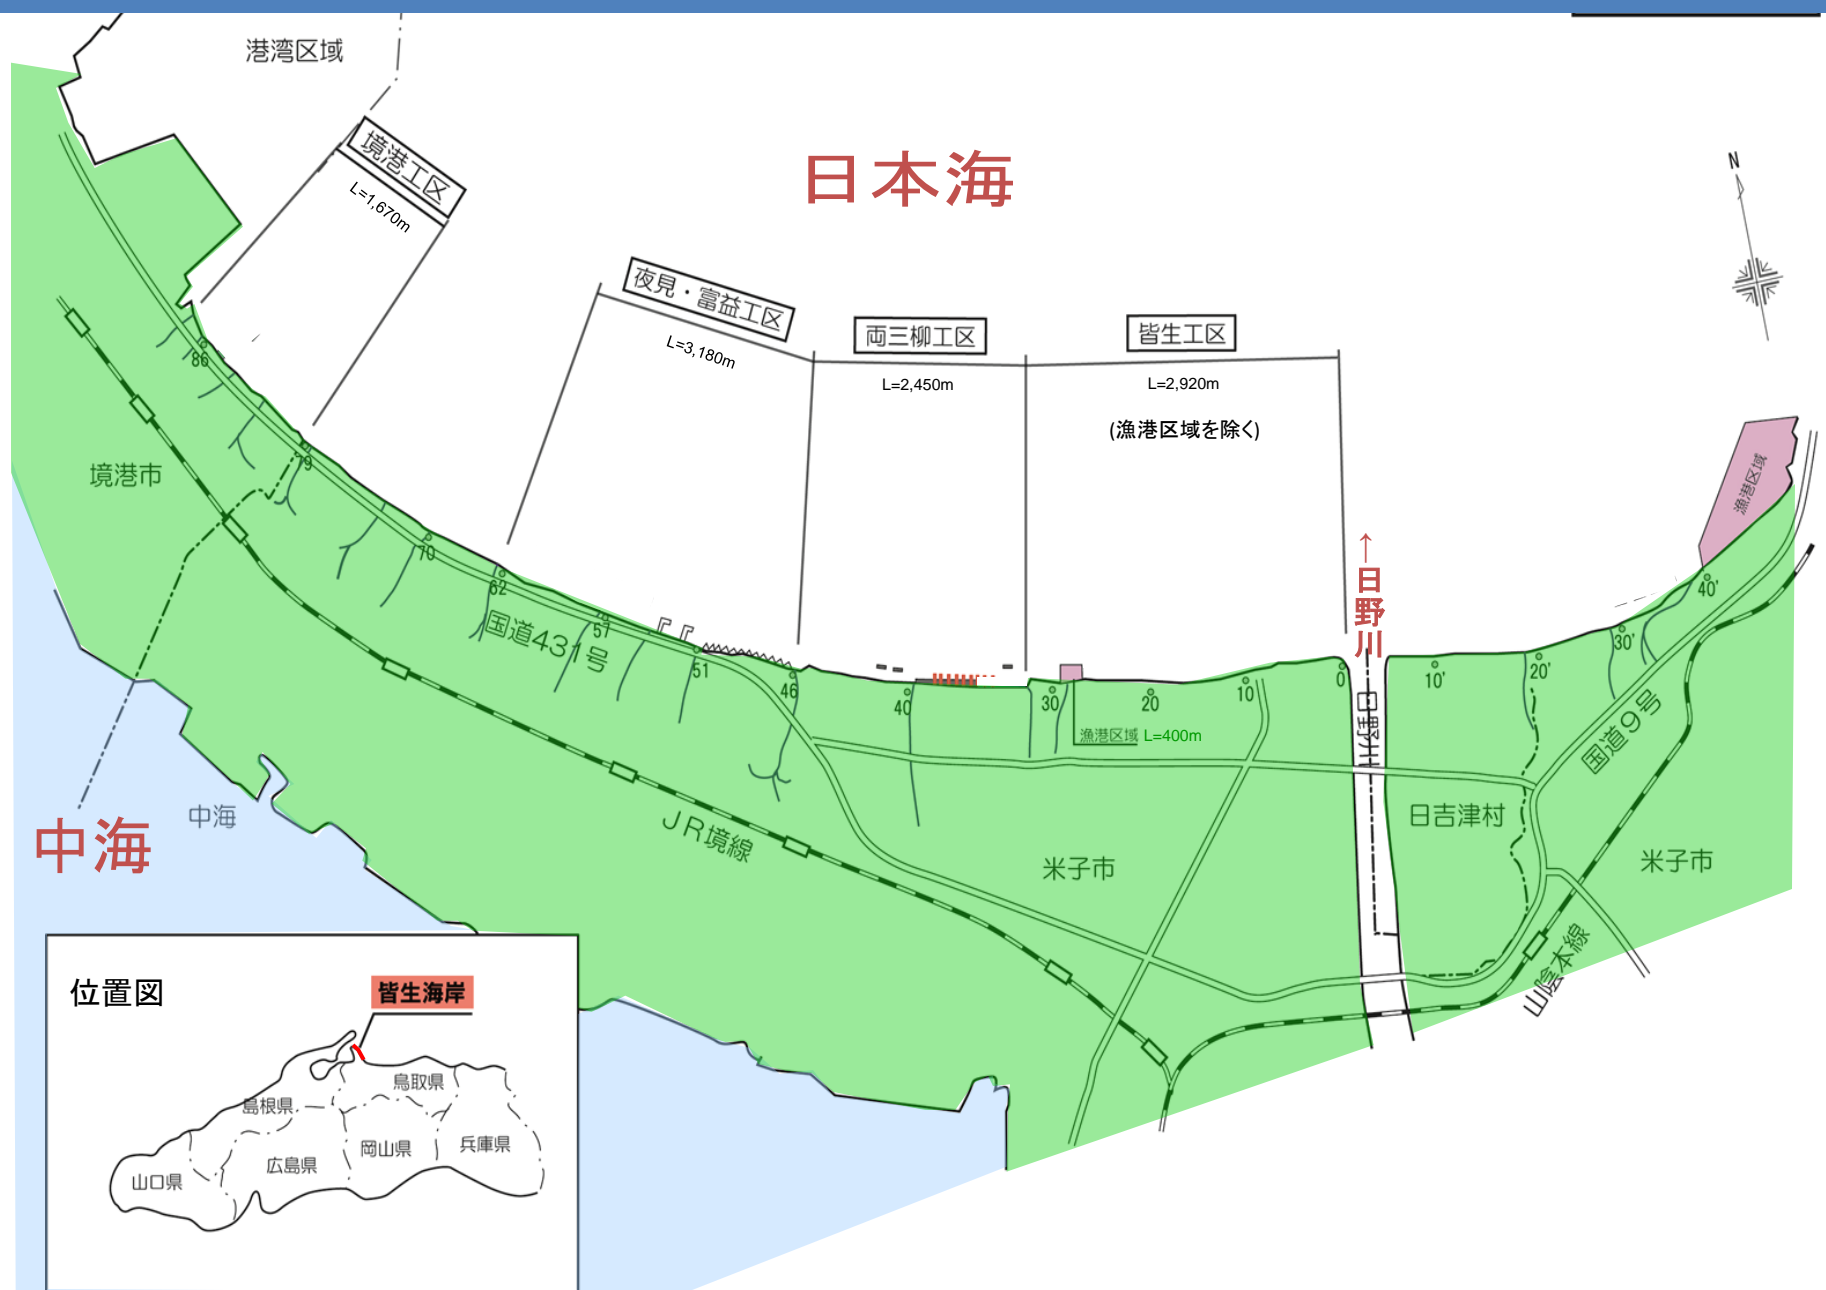 港湾区域
境港工区
L=1,670m
日本海
N
夜見・富益工区
L=3,180m
両三柳工区
L=2,450m
皆生工区
L=2,920m
(漁港区域を除く)
漁港区域
86
79
境港市
70
62
国道431号
57
51
46
40
30
20
10
0
→日野川
日野川
10'
20'
30'
40'
漁港区域 L=400m
国道9号
日吉津村
米子市
米子市
JR境線
山陰本線
中海
中海
位置図
皆生海岸
鳥取県
島根県
岡山県
兵庫県
広島県
山口県